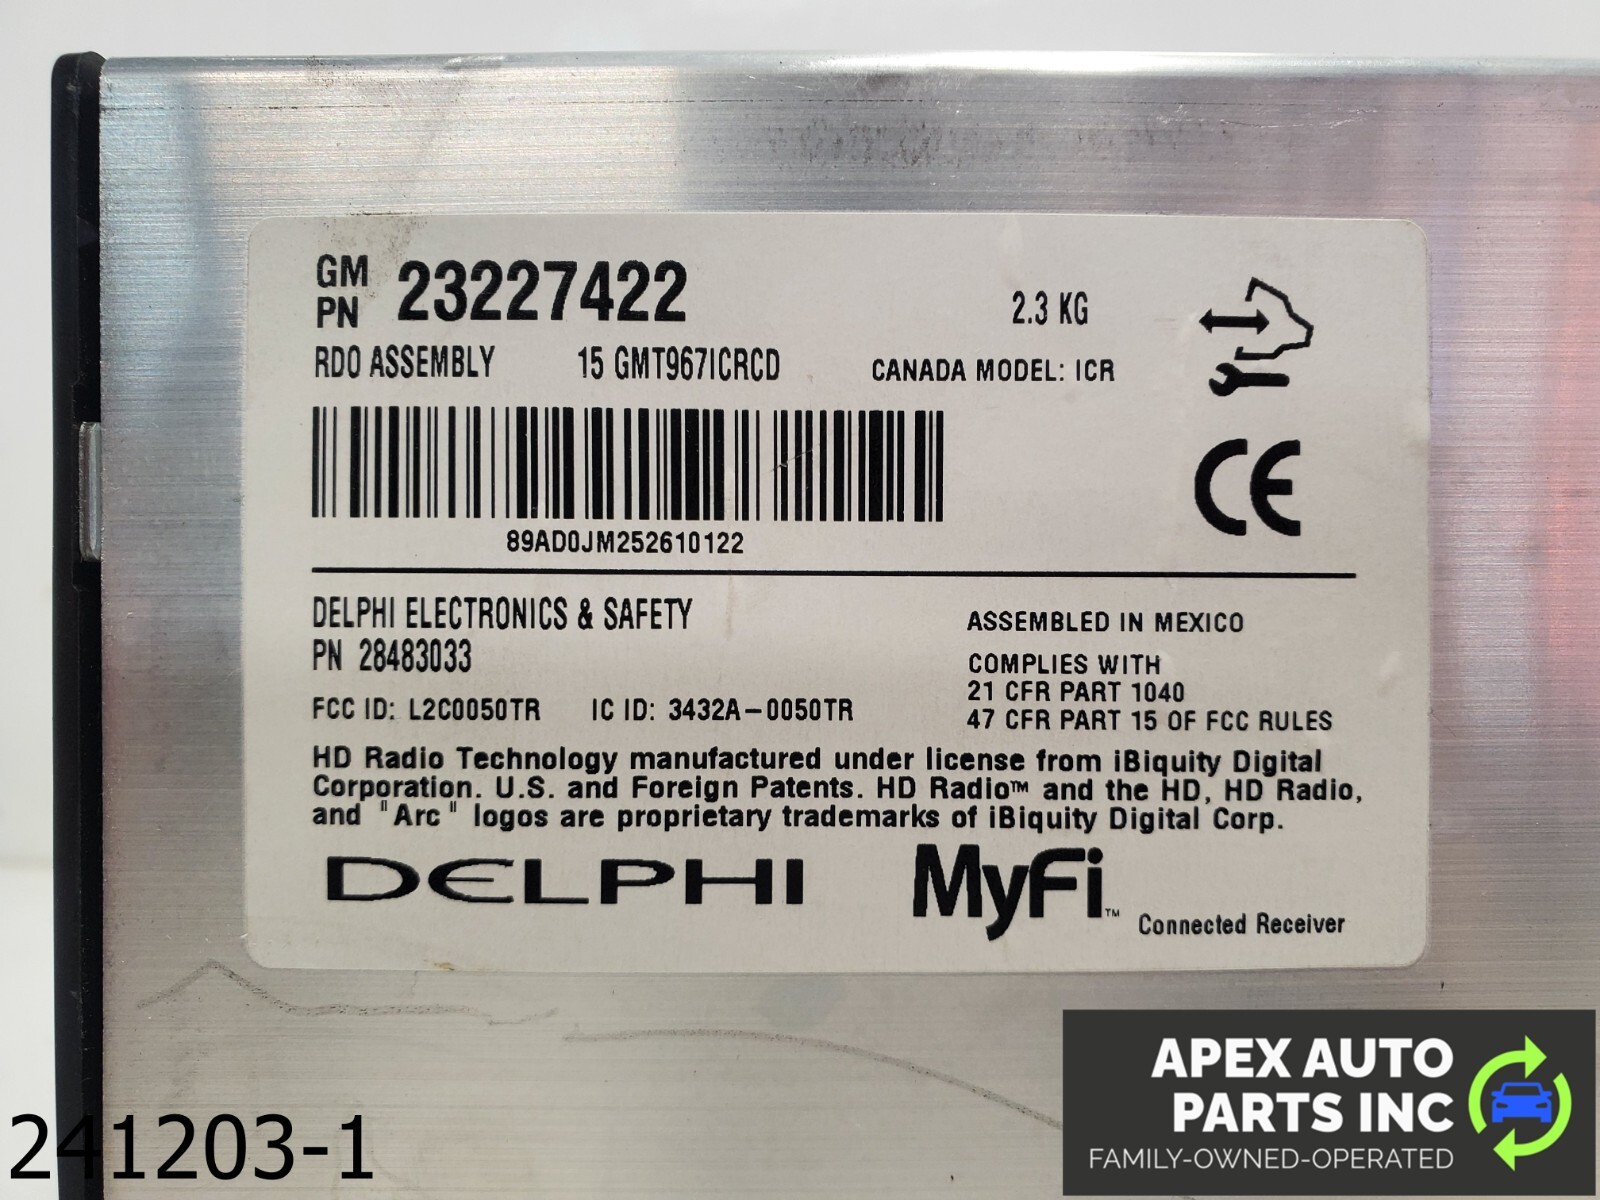 GM
PN 23227422
2.3 KG
RDO ASSEMBLY 15 GMT967ICRCD CANADA MODEL: ICR
CE
89AD0JM252610122
DELPHI ELECTRONICS & SAFETY
PN 28483033
FCC ID: L2C0050TR IC ID: 3432A-0050TR
ASSEMBLED IN MEXICO
COMPLIES WITH
21 CFR PART 1040
47 CFR PART 15 OF FCC RULES
HD Radio Technology manufactured under license from iBiquity Digital
Corporation. U.S. and Foreign Patents. HD Radio™ and the HD, HD Radio,
and "Arc" logos are proprietary trademarks of iBiquity Digital Corp.
DELPHI MyFi™ Connected Receiver
241203-1
APEX AUTO
PARTS INC
FAMILY-OWNED-OPERATED